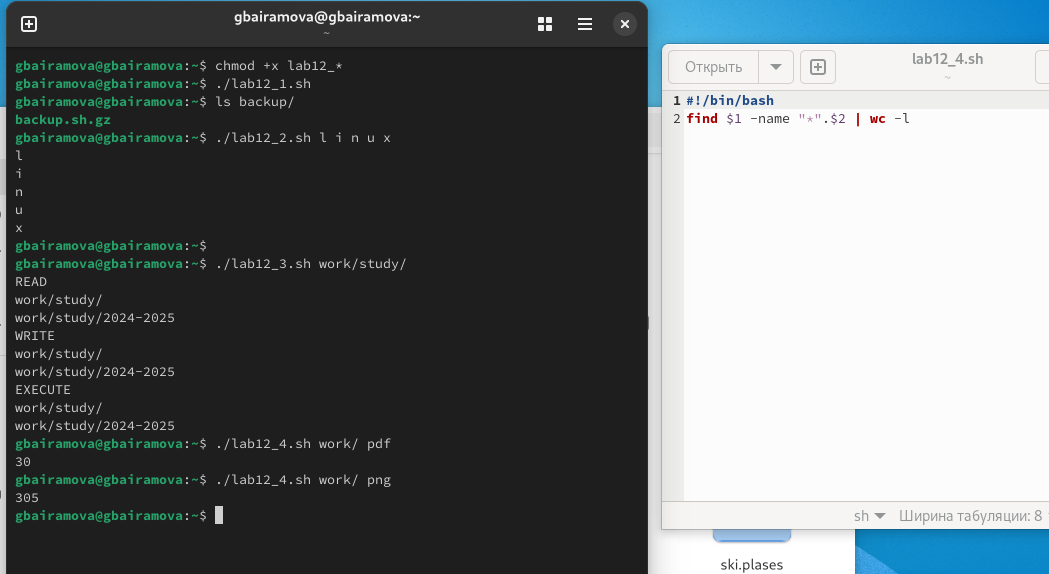 gbairamova@gbairamova:~
~
gbairamova@gbairamova:~$ chmod +x lab12_*
gbairamova@gbairamova:~$ ./lab12_1.sh
gbairamova@gbairamova:~$ ls backup/
backup.sh.gz
gbairamova@gbairamova:~$ ./lab12_2.sh l i n u x
l
i
n
u
x
gbairamova@gbairamova:~$
gbairamova@gbairamova:~$ ./lab12_3.sh work/study/
READ
work/study/
work/study/2024-2025
WRITE
work/study/
work/study/2024-2025
EXECUTE
work/study/
work/study/2024-2025
gbairamova@gbairamova:~$ ./lab12_4.sh work/ pdf
30
gbairamova@gbairamova:~$ ./lab12_4.sh work/ png
305
gbairamova@gbairamova:~$
Открыть
lab12_4.sh
~
1 #!/bin/bash
2 find $1 -name "*".$2 | wc -l
sh Ширина табуляции: 8
ski.plases